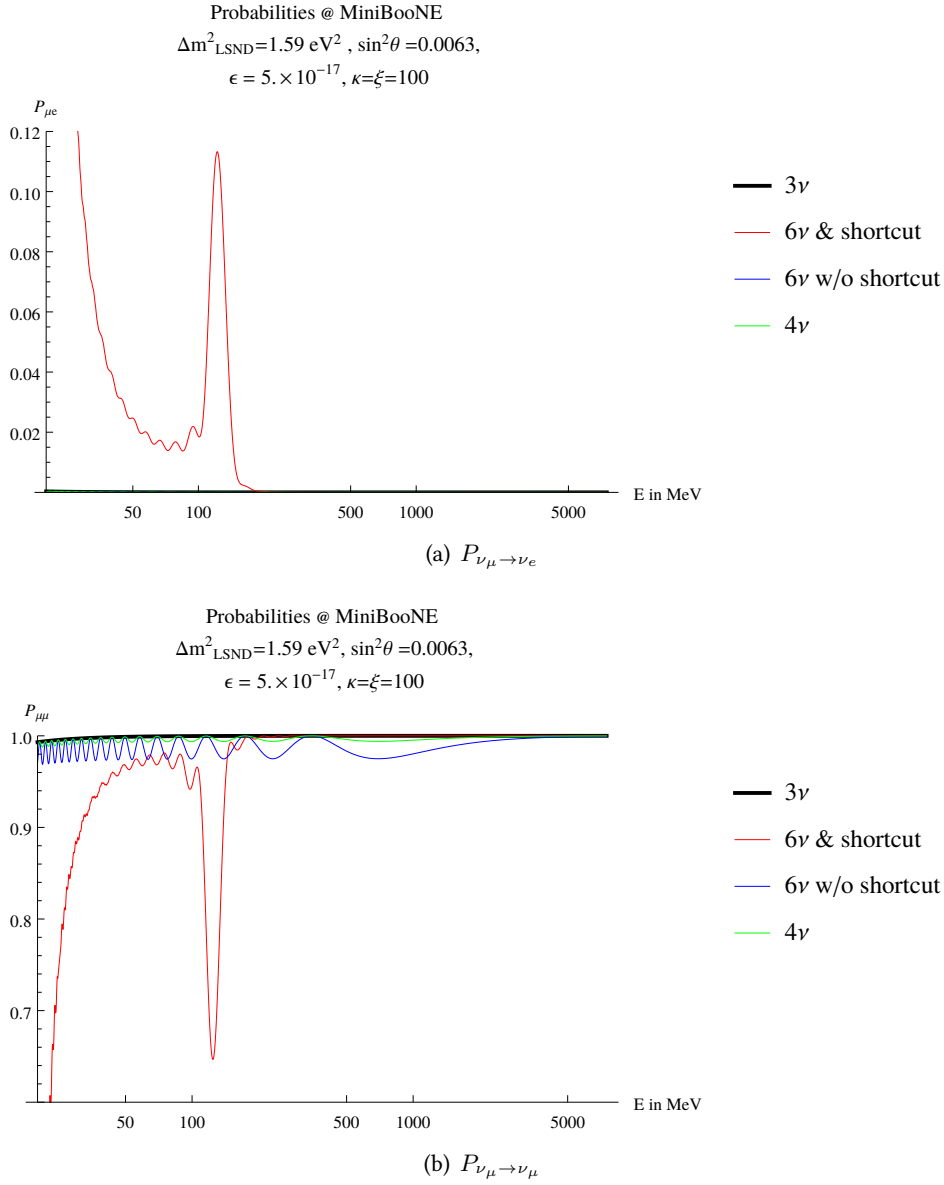 Probabilities @ MiniBooNE
Δm²LSND=1.59 eV² , sin²θ =0.0063,
ϵ = 5.×10⁻¹⁷, κ=ξ=100
Pμe
0.12
0.10
0.08
0.06
0.04
0.02
50 100 500 1000 5000 E in MeV
3ν
6ν & shortcut
6ν w/o shortcut
4ν
(a) Pνμ→νe
Probabilities @ MiniBooNE
Δm²LSND=1.59 eV², sin²θ =0.0063,
ϵ = 5.×10⁻¹⁷, κ=ξ=100
Pμμ
1.0
0.9
0.8
0.7
50 100 500 1000 5000 E in MeV
3ν
6ν & shortcut
6ν w/o shortcut
4ν
(b) Pνμ→νμ